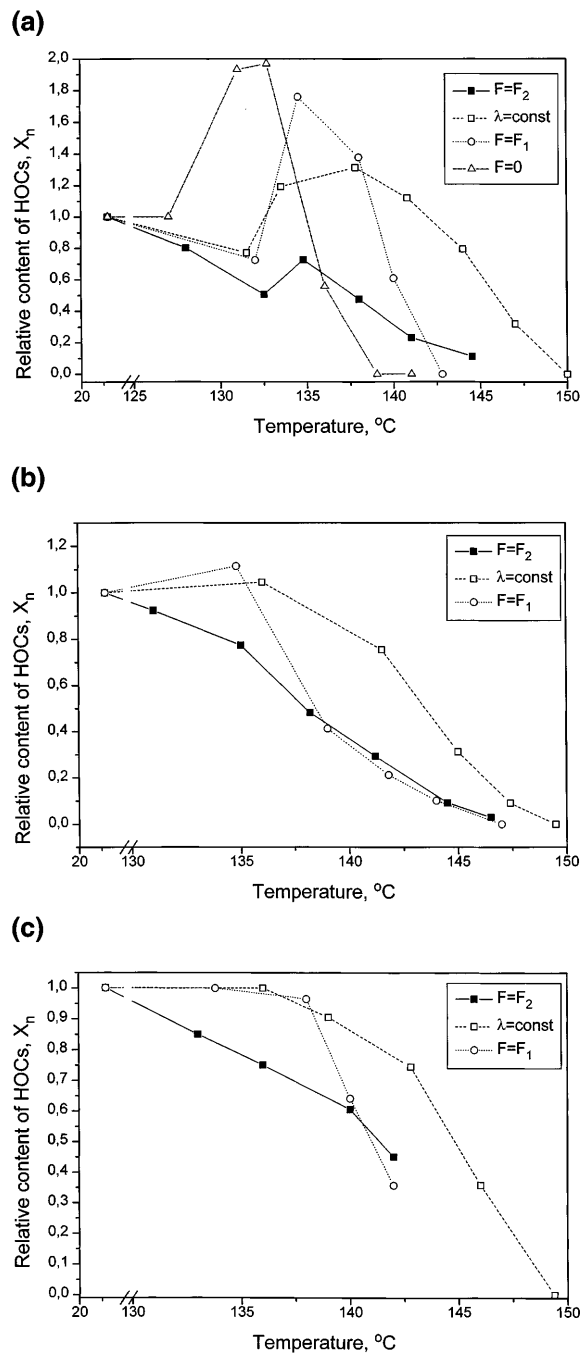 (a)
2,0
1,8
1,6
1,4
1,2
1,0
0,8
0,6
0,4
0,2
0,0
Relative content of HOCs, Xn
F=F2
λ=const
F=F1
F=0
20 125 130 135 140 145 150
Temperature, °C
(b)
1,2
1,0
0,8
0,6
0,4
0,2
0,0
Relative content of HOCs, Xn
F=F2
λ=const
F=F1
20 130 135 140 145 150
Temperature, °C
(c)
1,0
0,9
0,8
0,7
0,6
0,5
0,4
0,3
0,2
0,1
0,0
Relative content of HOCs, Xn
F=F2
λ=const
F=F1
20 130 135 140 145 150
Temperature, °C